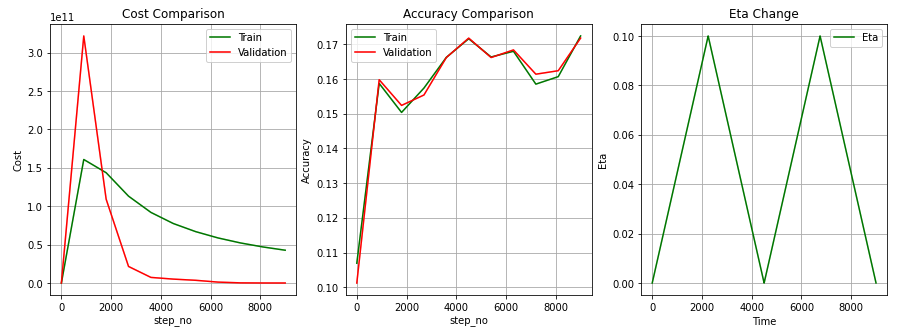 Cost Comparison
1e11
Train
Validation
3.0
2.5
2.0
1.5
1.0
0.5
0.0
Cost
0 2000 4000 6000 8000
step_no
Accuracy Comparison
Train
Validation
0.17
0.16
0.15
0.14
0.13
0.12
0.11
0.10
Accuracy
0 2000 4000 6000 8000
step_no
Eta Change
Eta
0.10
0.08
0.06
0.04
0.02
0.00
Eta
0 2000 4000 6000 8000
Time